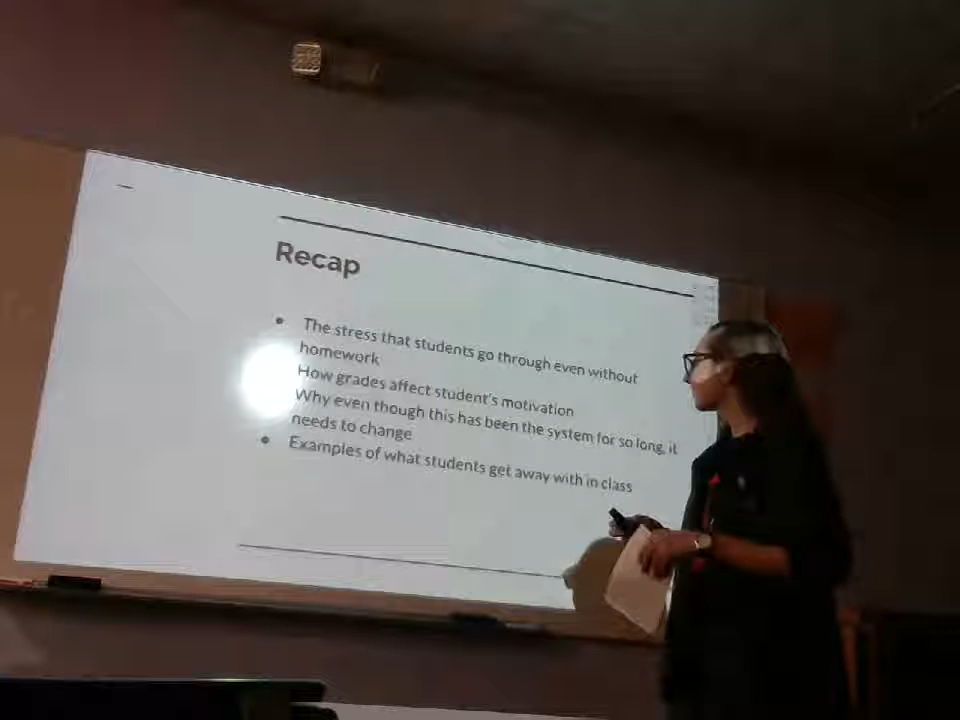 Recap
● The stress that students go through even without
homework
How grades affect student's motivation
Why even though this has been the system for so long, it
needs to change
● Examples of what students get away with in class